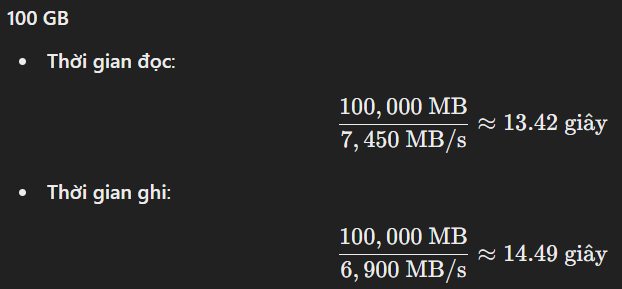 100 GB
• Thời gian đọc:
100,000 MB
7,450 MB/s
≈ 13.42 giây
• Thời gian ghi:
100,000 MB
6,900 MB/s
≈ 14.49 giây